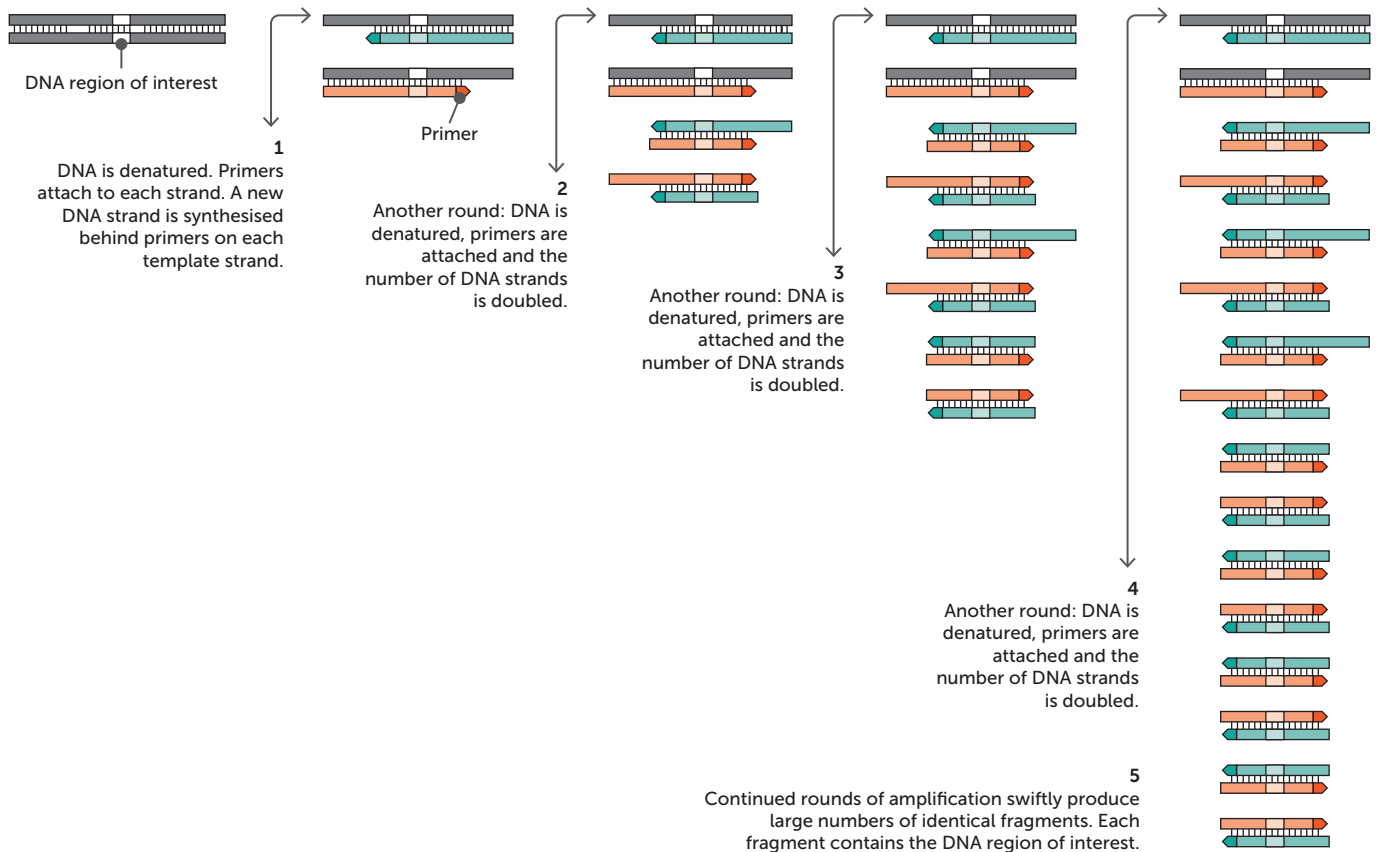 DNA region of interest
Primer
1
DNA is denatured. Primers
attach to each strand. A new
DNA strand is synthesised
behind primers on each
template strand.
2
Another round: DNA is
denatured, primers are
attached and the
number of DNA strands
is doubled.
3
Another round: DNA is
denatured, primers are
attached and the
number of DNA strands
is doubled.
4
Another round: DNA is
denatured, primers are
attached and the
number of DNA strands
is doubled.
5
Continued rounds of amplification swiftly produce
large numbers of identical fragments. Each
fragment contains the DNA region of interest.